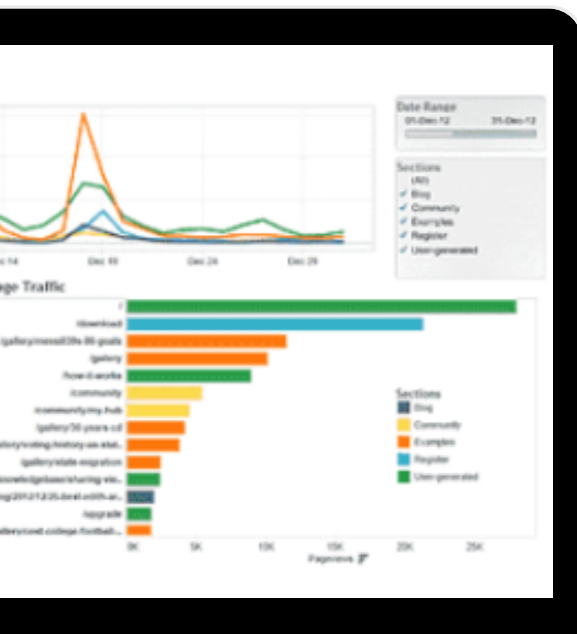 Date Range
01-Dec-12 31-Dec-12
Sections
(All)
Blog
Community
Examples
Register
User-generated
c 14 Dec 19 Dec 24 Dec 29
ge Traffic
/
/download
/gallery
/how-it-works
/community
/community/my-hub
/gallery/state-migration
/upgrade
Sections
Blog
Community
Examples
Register
User-generated
0K 5K 10K 15K 20K 25K
Pageviews